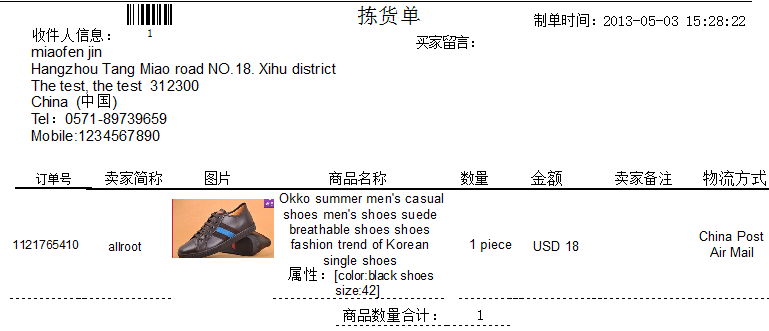 拣货单
制单时间：2013-05-03 15:28:22
1
收件人信息：
买家留言：
miaofen jin
Hangzhou Tang Miao road NO.18. Xihu district
The test, the test 312300
China (中国)
Tel：0571-89739659
Mobile:1234567890
订单号 卖家简称 图片 商品名称 数量 金额 卖家备注 物流方式
Okko summer men's casual
shoes men's shoes suede
breathable shoes shoes
fashion trend of Korean
single shoes
属性：[color:black shoes
size:42]
1121765410 allroot 1 piece USD 18
China Post
Air Mail
商品数量合计： 1